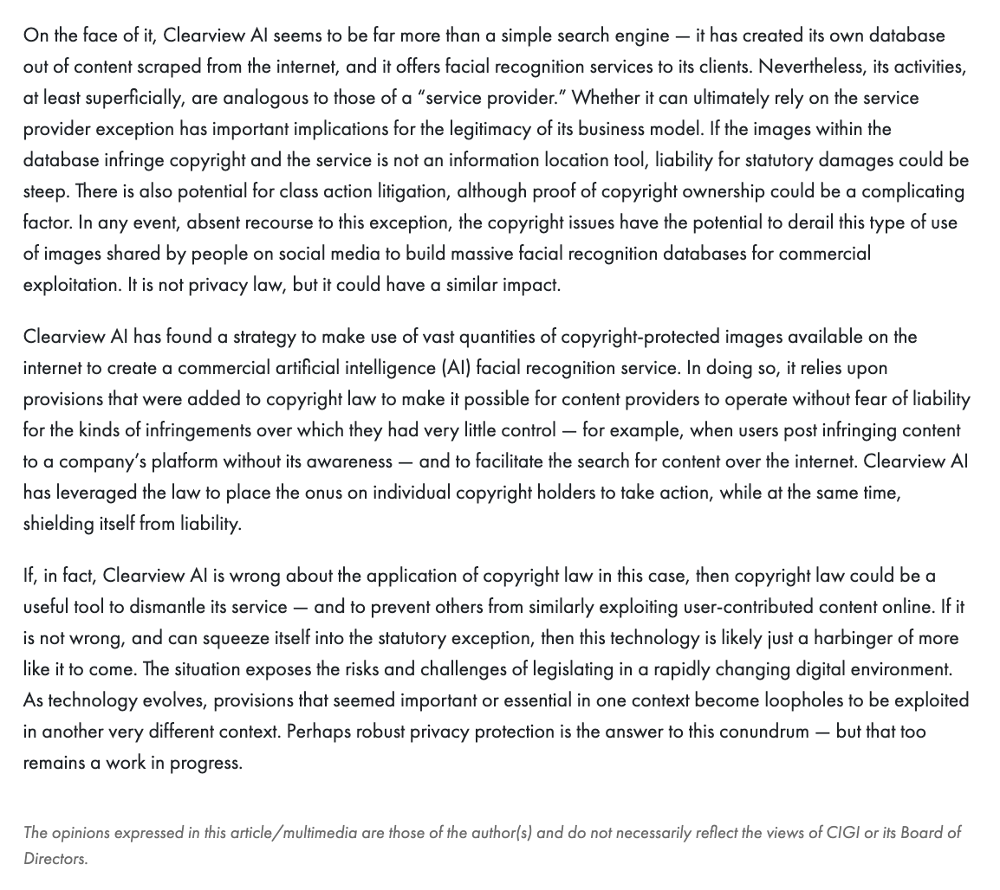 On the face of it, Clearview AI seems to be far more than a simple search engine — it has created its own database
out of content scraped from the internet, and it offers facial recognition services to its clients. Nevertheless, its activities,
at least superficially, are analogous to those of a “service provider.” Whether it can ultimately rely on the service
provider exception has important implications for the legitimacy of its business model. If the images within the
database infringe copyright and the service is not an information location tool, liability for statutory damages could be
steep. There is also potential for class action litigation, although proof of copyright ownership could be a complicating
factor. In any event, absent recourse to this exception, the copyright issues have the potential to derail this type of use
of images shared by people on social media to build massive facial recognition databases for commercial
exploitation. It is not privacy law, but it could have a similar impact.
Clearview AI has found a strategy to make use of vast quantities of copyright-protected images available on the
internet to create a commercial artificial intelligence (AI) facial recognition service. In doing so, it relies upon
provisions that were added to copyright law to make it possible for content providers to operate without fear of liability
for the kinds of infringements over which they had very little control — for example, when users post infringing content
to a company’s platform without its awareness — and to facilitate the search for content over the internet. Clearview AI
has leveraged the law to place the onus on individual copyright holders to take action, while at the same time,
shielding itself from liability.
If, in fact, Clearview AI is wrong about the application of copyright law in this case, then copyright law could be a
useful tool to dismantle its service — and to prevent others from similarly exploiting user-contributed content online. If it
is not wrong, and can squeeze itself into the statutory exception, then this technology is likely just a harbinger of more
like it to come. The situation exposes the risks and challenges of legislating in a rapidly changing digital environment.
As technology evolves, provisions that seemed important or essential in one context become loopholes to be exploited
in another very different context. Perhaps robust privacy protection is the answer to this conundrum — but that too
remains a work in progress.
The opinions expressed in this article/multimedia are those of the author(s) and do not necessarily reflect the views of CIGI or its Board of
Directors.